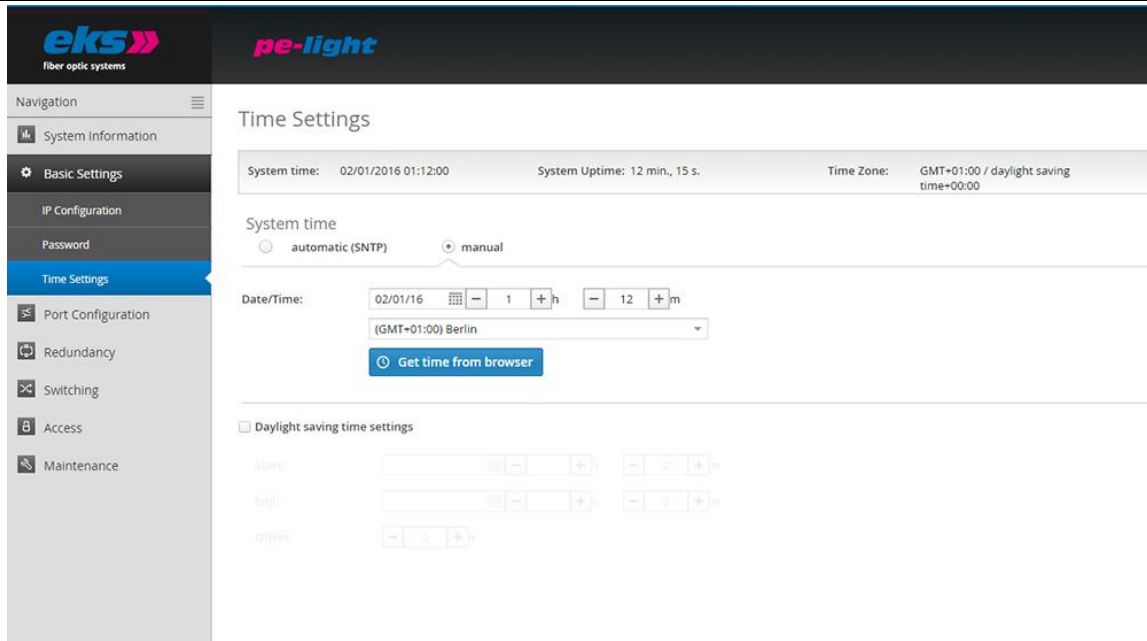 eks
fiber optic systems
pe-light
Navigation
System Information
Basic Settings
IP Configuration
Password
Time Settings
Port Configuration
Redundancy
Switching
Access
Maintenance
Time Settings
System time: 02/01/2016 01:12:00 System Uptime: 12 min., 15 s. Time Zone: GMT+01:00 / daylight saving
time+00:00
System time
automatic (SNTP) manual
Date/Time: 02/01/16 − 1 + h − 12 + m
(GMT+01:00) Berlin
Get time from browser
Daylight saving time settings
Start: − + h − 0 + m
End: − + h − 0 + m
Offset: − 0 + h